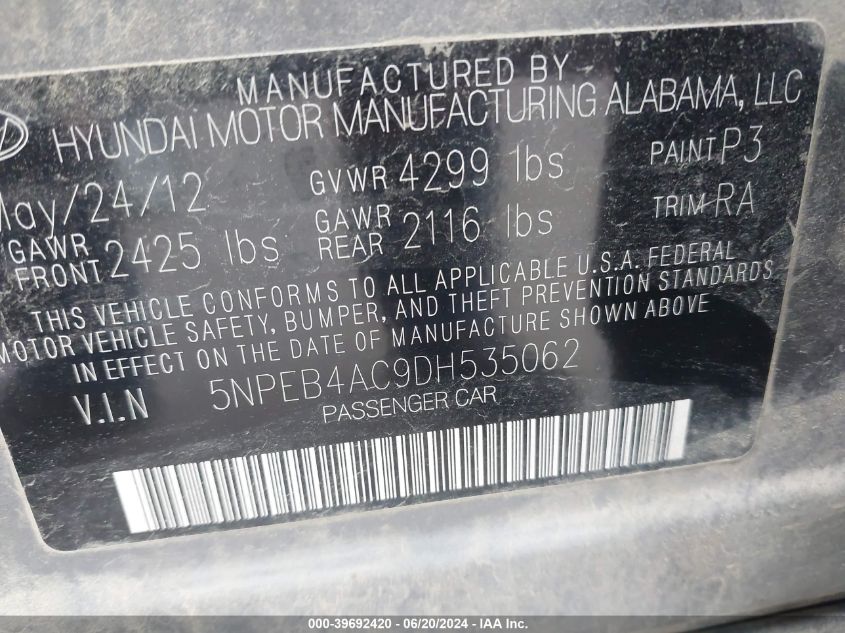 MANUFACTURED BY
HYUNDAI MOTOR MANUFACTURING ALABAMA, LLC
May/24/12 GVWR 4299 lbs PAINT P3
GAWR FRONT 2425 lbs GAWR REAR 2116 lbs TRIM RA
THIS VEHICLE CONFORMS TO ALL APPLICABLE U.S.A. FEDERAL
MOTOR VEHICLE SAFETY, BUMPER, AND THEFT PREVENTION STANDARDS
IN EFFECT ON THE DATE OF MANUFACTURE SHOWN ABOVE
V.I.N 5NPEB4AC9DH535062
PASSENGER CAR
000-39692420 / 06/20/2024 - IAA Inc.